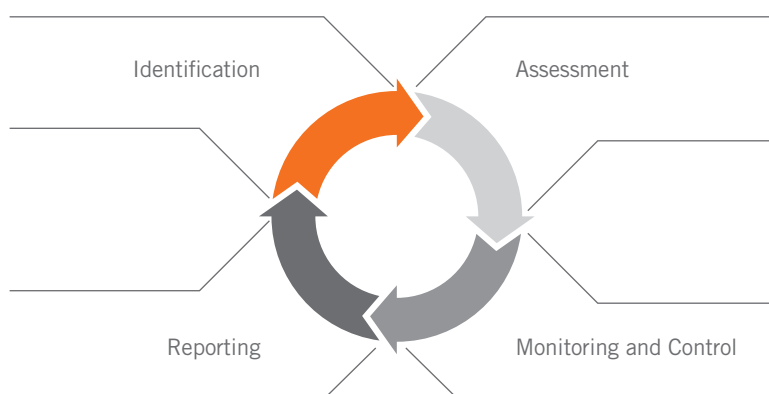 Identification
Assessment
Reporting
Monitoring and Control